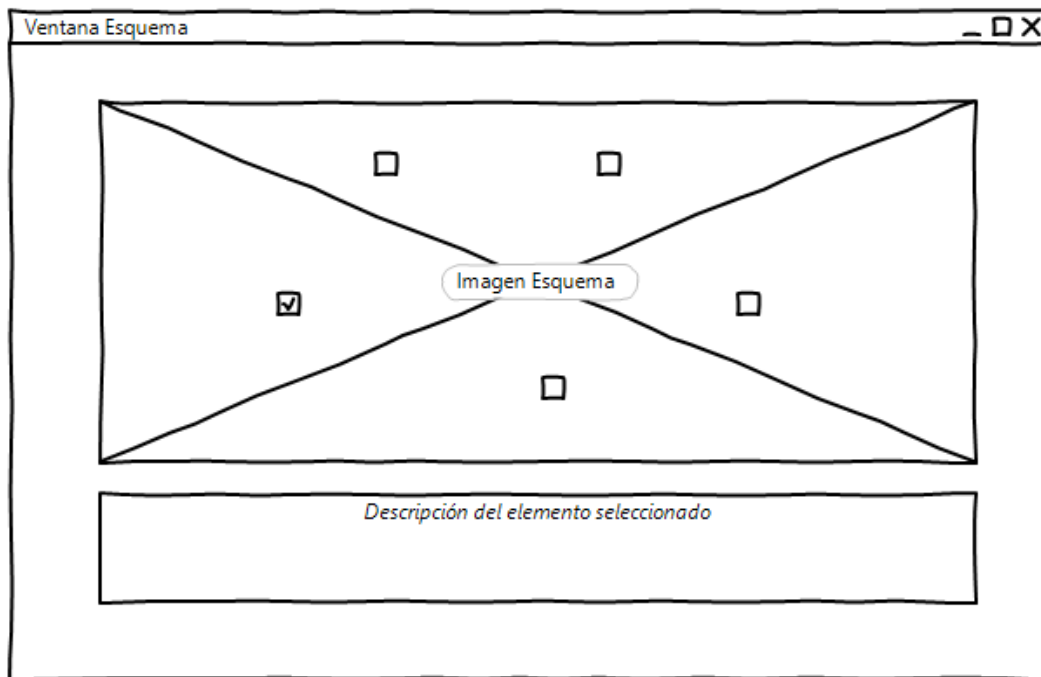 Ventana Esquema
Imagen Esquema
Descripción del elemento seleccionado